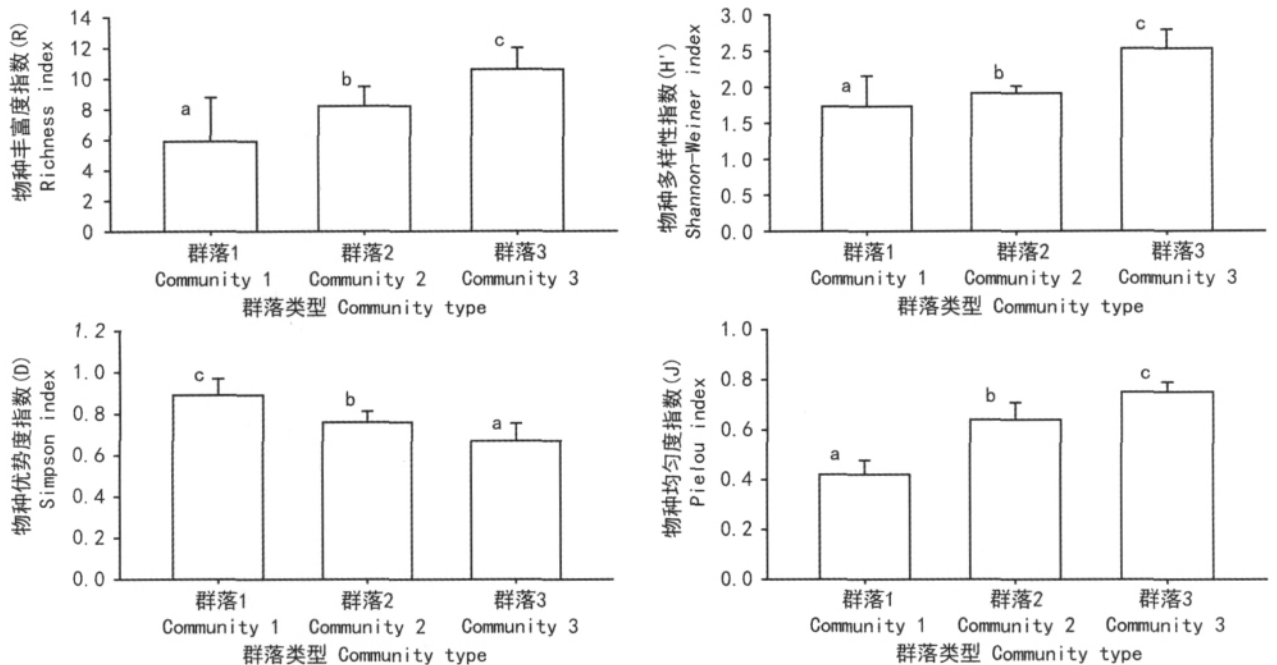 物种丰富度指数(R)
Richness index
14
12
10
8
6
4
2
0
a
b
c
群落1
群落2
群落3
Community 1
Community 2
Community 3
群落类型 Community type
物种多样性指数(H')
Shannon-Weiner index
3.0
2.5
2.0
1.5
1.0
0.5
0.0
a
b
c
群落1
群落2
群落3
Community 1
Community 2
Community 3
群落类型 Community type
物种优势度指数(D)
Simpson index
1.2
1.0
0.8
0.6
0.4
0.2
0.0
c
b
a
群落1
群落2
群落3
Community 1
Community 2
Community 3
群落类型 Community type
物种均匀度指数(J)
Pielou index
1.0
0.8
0.6
0.4
0.2
0.0
a
b
c
群落1
群落2
群落3
Community 1
Community 2
Community 3
群落类型 Community type